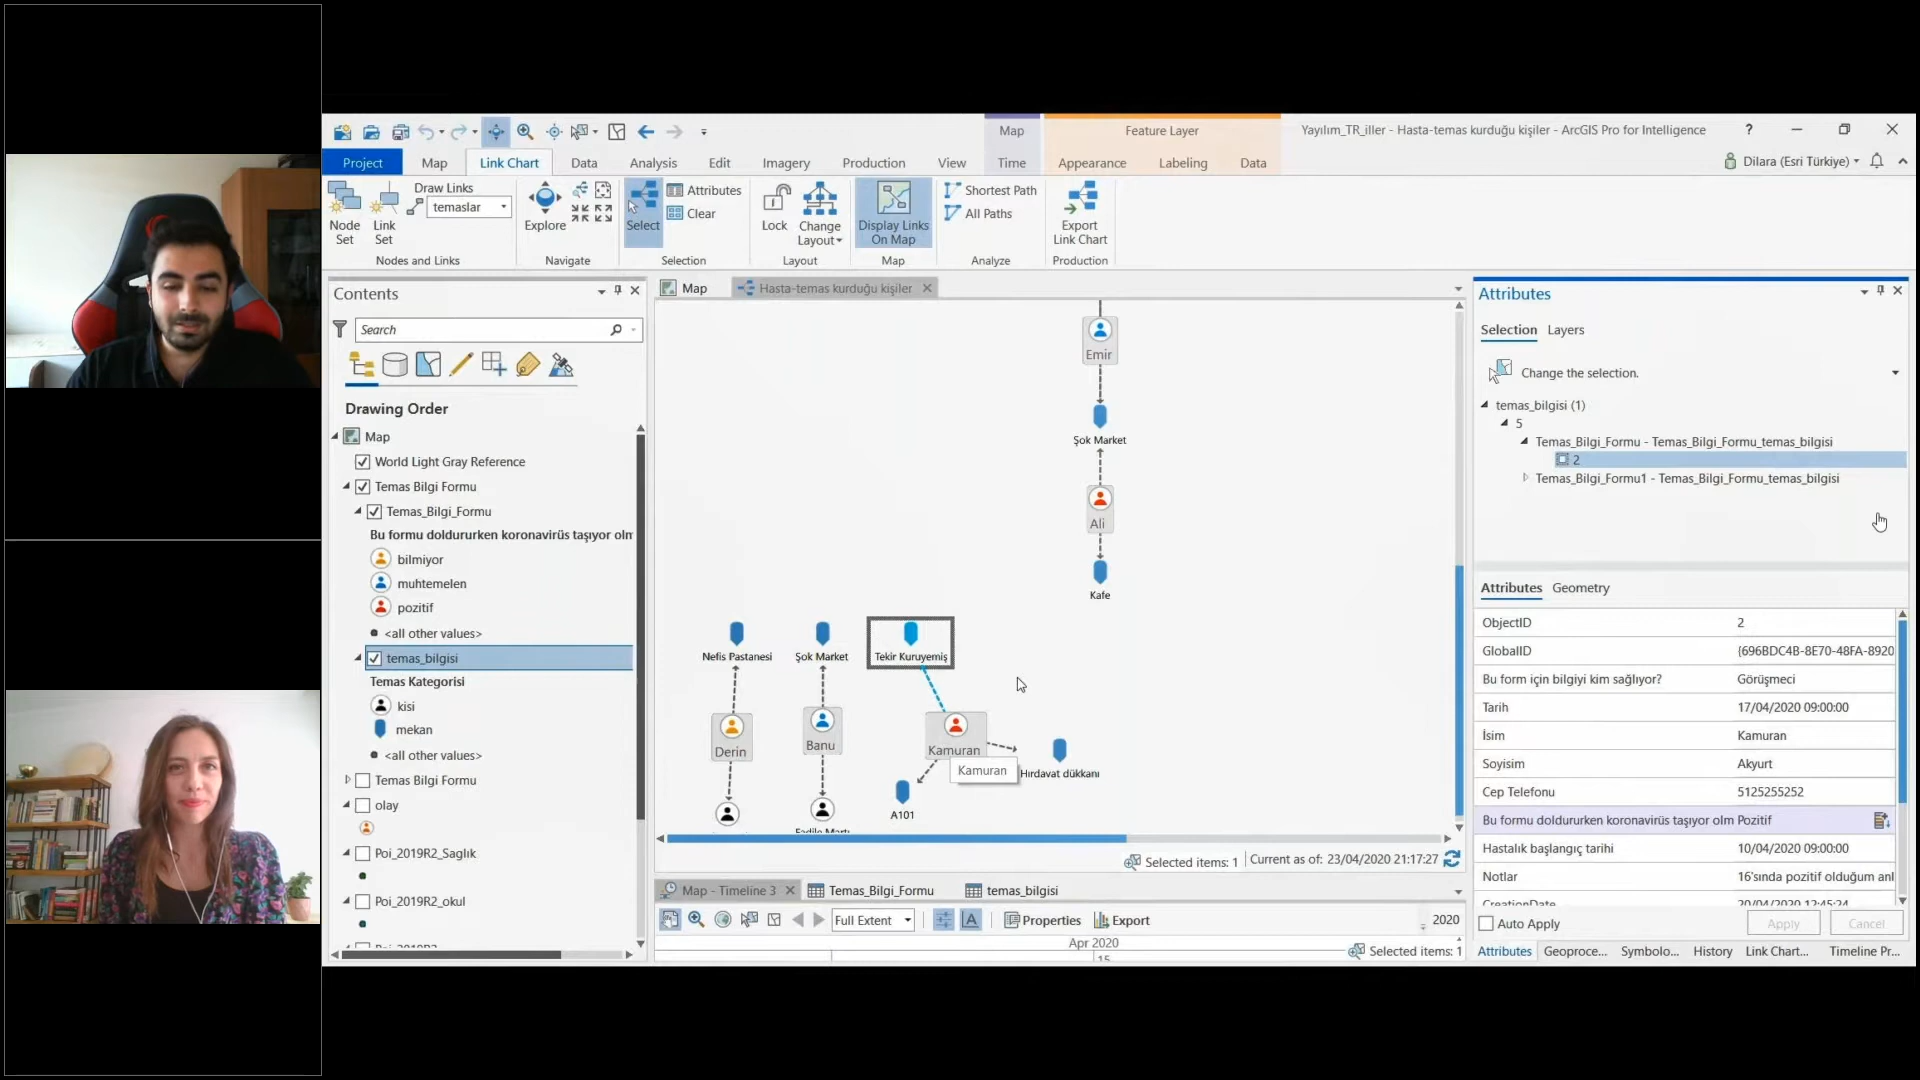 Map
Feature Layer
Yayılım_TR_iller - Hasta-temas kurduğu kişiler - ArcGIS Pro for Intelligence
?
Project
Map
Link Chart
Data
Analysis
Edit
Imagery
Production
View
Time
Appearance
Labeling
Data
Dilara (Esri Türkiye)
Node Set
Link Set
Draw Links
temaslar
Nodes and Links
Explore
Navigate
Select
Attributes
Clear
Selection
Lock
Change Layout
Layout
Display Links On Map
Map
Shortest Path
All Paths
Analyze
Export Link Chart
Production
Contents
Search
Drawing Order
Map
World Light Gray Reference
Temas Bilgi Formu
Temas_Bilgi_Formu
Bu formu doldururken koronavirüs taşıyor olm
bilmiyor
muhtemelen
pozitif
<all other values>
temas_bilgisi
Temas Kategorisi
kisi
mekan
<all other values>
Temas Bilgi Formu
olay
Poi_2019R2_Saglık
Poi_2019R2_okul
Map
Hasta-temas kurduğu kişiler
Emir
Şok Market
Ali
Kafe
Nefis Pastanesi
Şok Market
Tekir Kuruyemiş
Derin
Banu
Kamuran
Kamuran
Hırdavat dükkanı
A101
Selected items: 1
Current as of: 23/04/2020 21:17:27
Map - Timeline 3
Temas_Bilgi_Formu
temas_bilgisi
Full Extent
Properties
Export
2020
Apr 2020
15
Selected items: 1
Attributes
Selection
Layers
Change the selection.
temas_bilgisi (1)
5
Temas_Bilgi_Formu - Temas_Bilgi_Formu_temas_bilgisi
2
Temas_Bilgi_Formu1 - Temas_Bilgi_Formu_temas_bilgisi
Attributes
Geometry
ObjectID 2
GlobalID {696BDC4B-8E70-48FA-8920
Bu form için bilgiyi kim sağlıyor? Görüşmeci
Tarih 17/04/2020 09:00:00
İsim Kamuran
Soyisim Akyurt
Cep Telefonu 5125255252
Bu formu doldururken koronavirüs taşıyor olm Pozitif
Hastalık başlangıç tarihi 10/04/2020 09:00:00
Notlar 16'sında pozitif olduğum anl
CreationDate 20/04/2020 12:45:24
Auto Apply
Apply
Cancel
Attributes
Geoproce...
Symbolo...
History
Link Chart...
Timeline Pr...